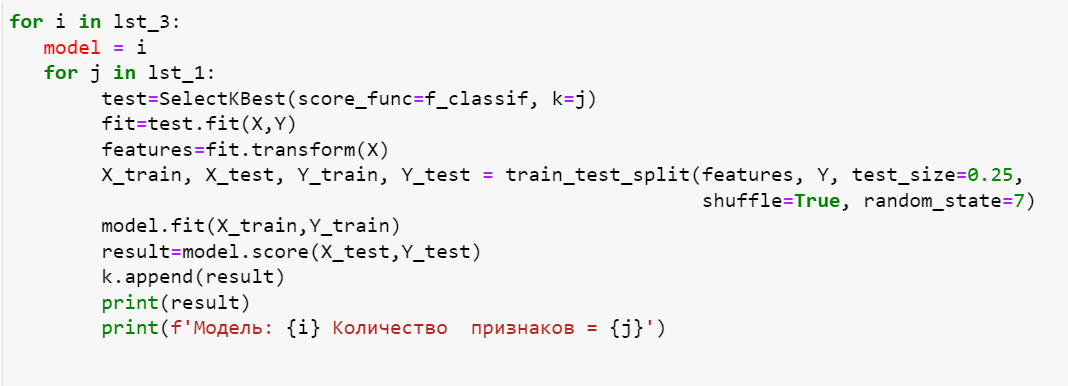 for i in lst_3:
model = i
for j in lst_1:
test=SelectKBest(score_func=f_classif, k=j)
fit=test.fit(X,Y)
features=fit.transform(X)
X_train, X_test, Y_train, Y_test = train_test_split(features, Y, test_size=0.25,
shuffle=True, random_state=7)
model.fit(X_train,Y_train)
result=model.score(X_test,Y_test)
k.append(result)
print(result)
print(f'Модель: {i} Количество  признаков = {j}')